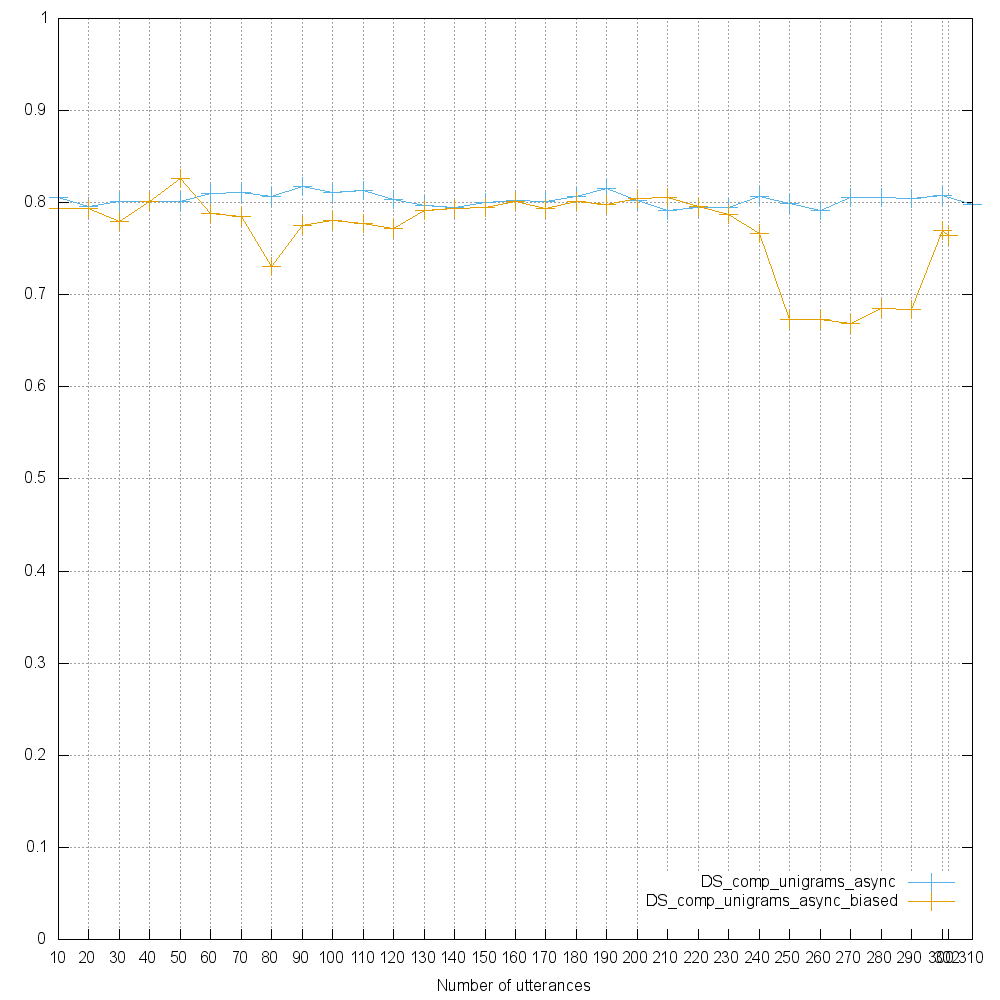 1
0.9
0.8
0.7
0.6
0.5
0.4
0.3
0.2
0.1
0
DS_comp_unigrams_async
DS_comp_unigrams_async_biased
10 20 30 40 50 60 70 80 90 100 110 120 130 140 150 160 170 180 190 200 210 220 230 240 250 260 270 280 290 300 302 310
Number of utterances